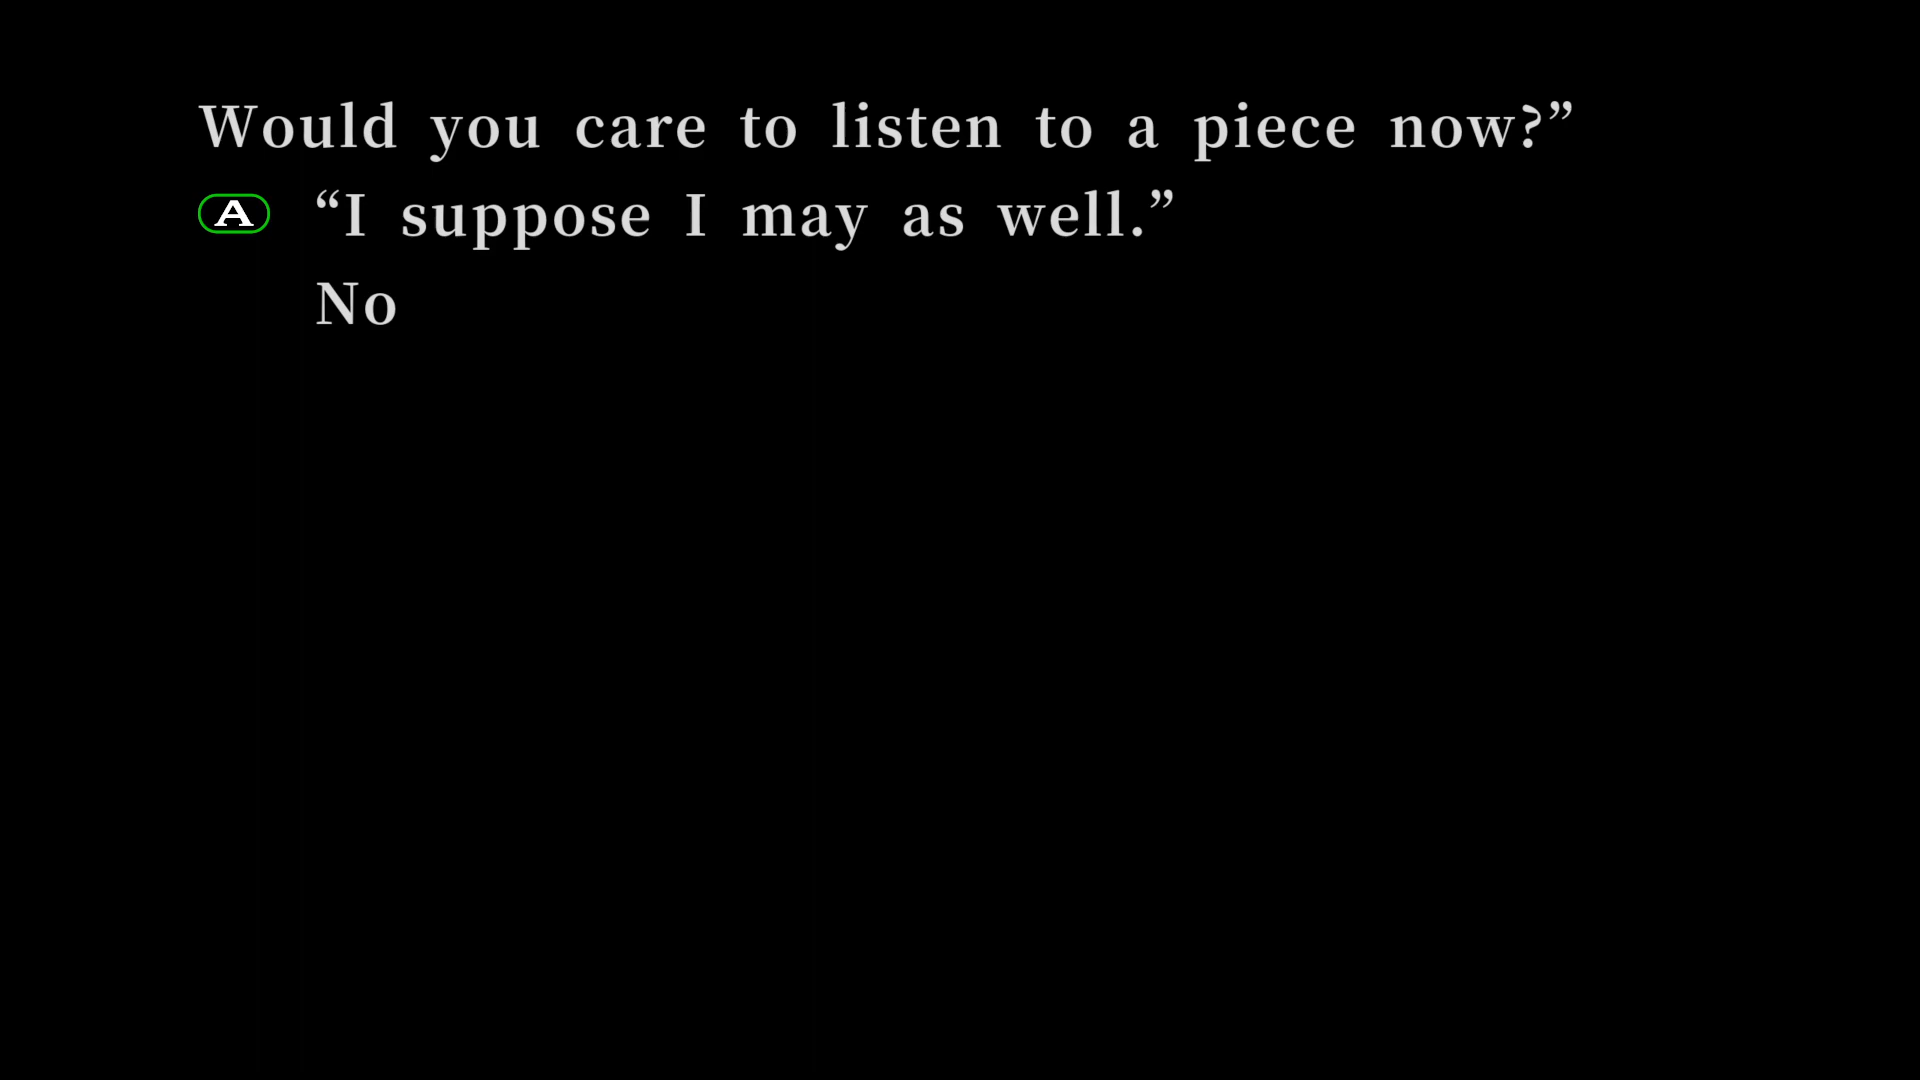 Would you care to listen to a piece now?”
A “I suppose I may as well.”
No